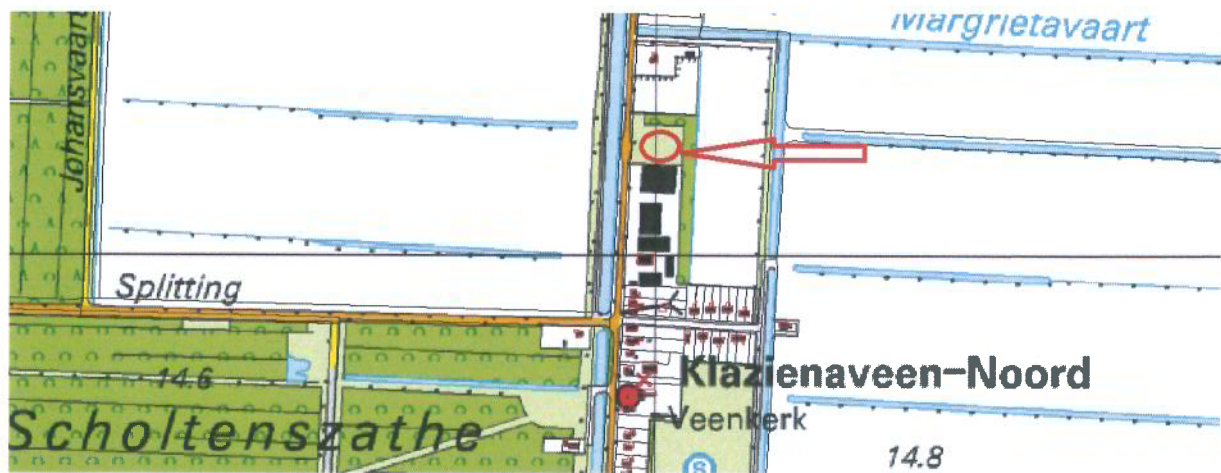 Margrietavaart
Johansvaart
Splitting
14.6
Klazienaveen-Noord
Veenkerk
Scholtenszathe
S
14.8